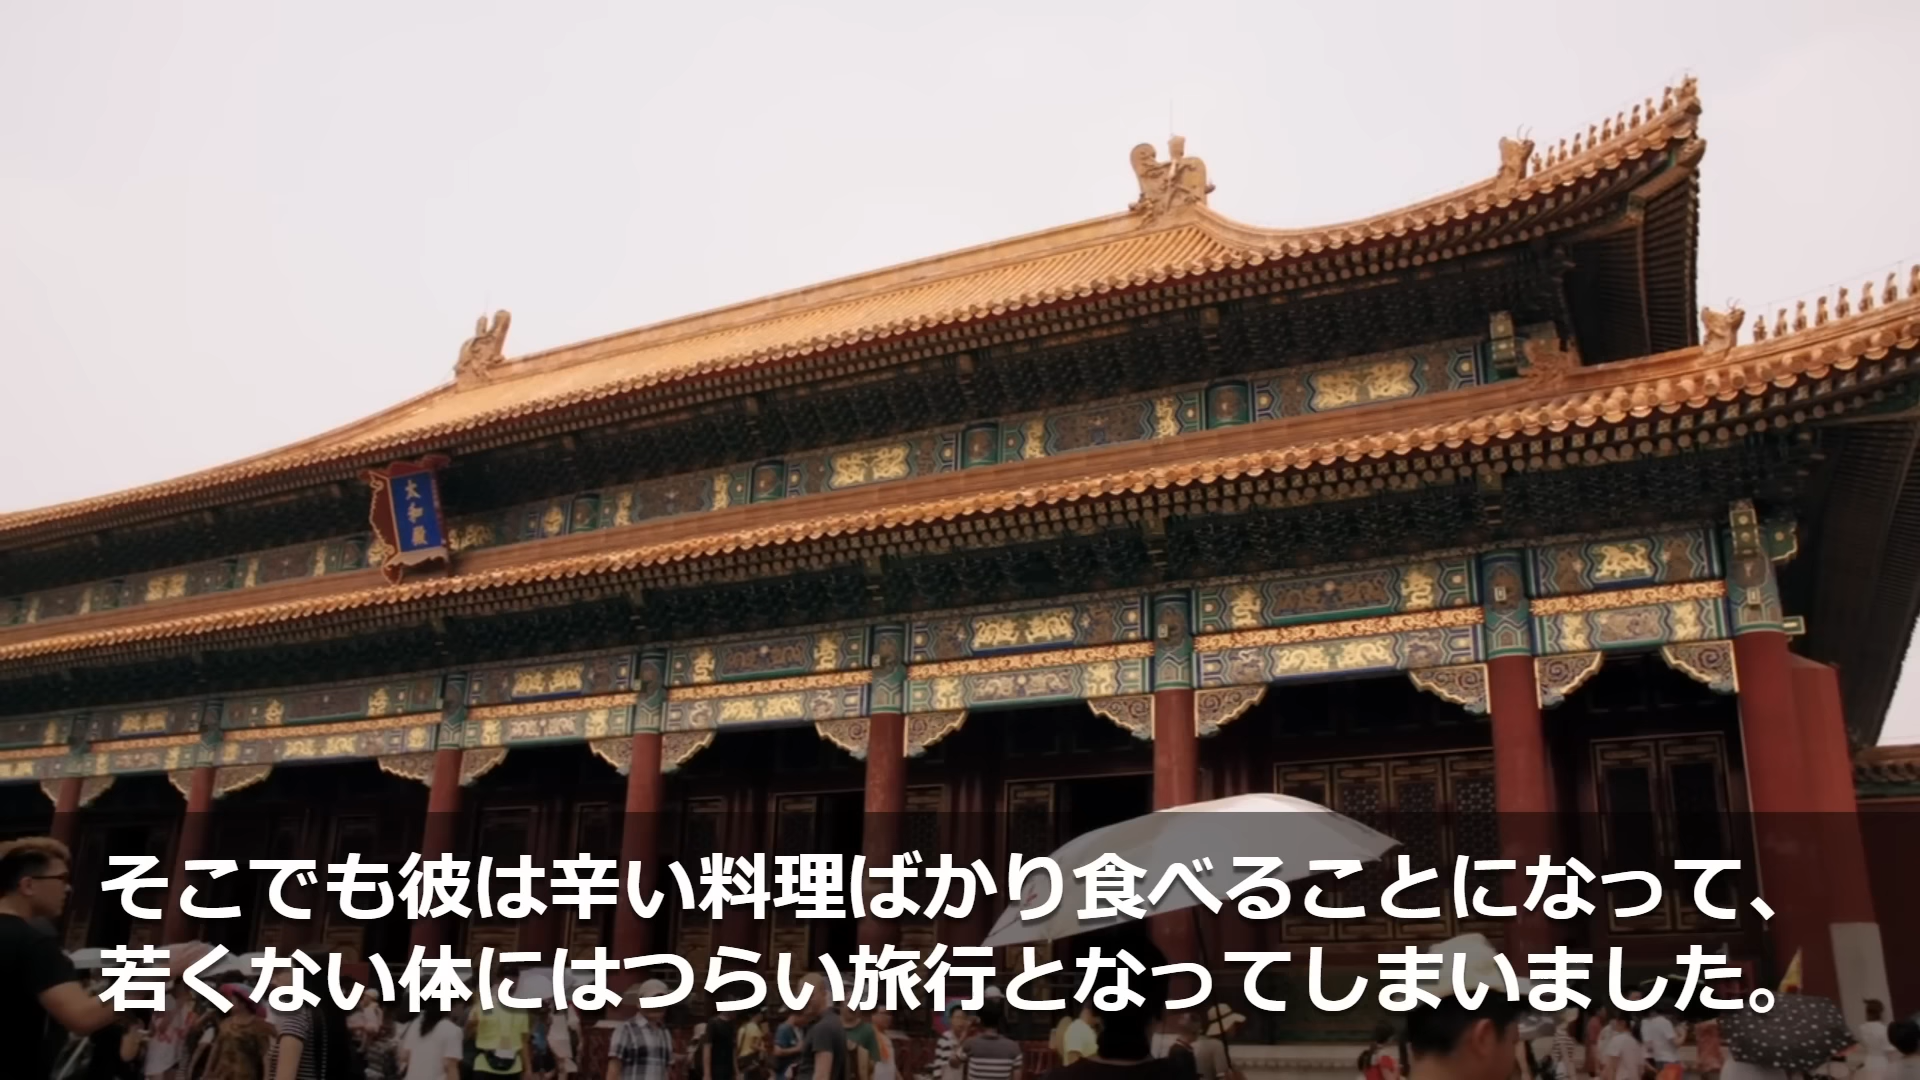 太和殿
そこでも彼は辛い料理ばかり食べることになって、
若くない体にはつらい旅行となってしまいました。